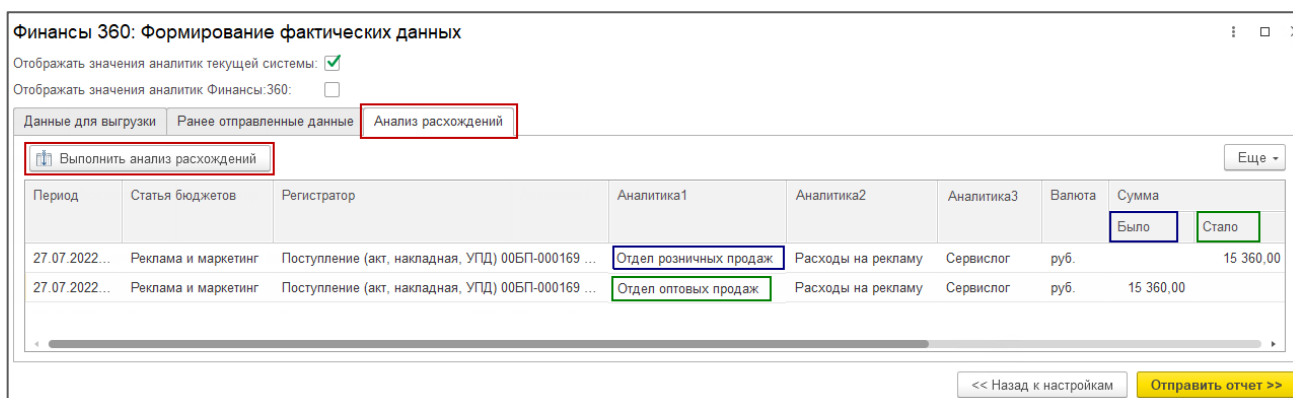 Финансы 360: Формирование фактических данных
Отображать значения аналитик текущей системы:
Отображать значения аналитик Финансы:360:
Данные для выгрузки Ранее отправленные данные Анализ расхождений
Выполнить анализ расхождений Еще
Период Статья бюджетов Регистратор Аналитика1 Аналитика2 Аналитика3 Валюта Сумма
Было Стало
27.07.2022... Реклама и маркетинг Поступление (акт, накладная, УПД) 00БП-000169 ... Отдел розничных продаж Расходы на рекламу Сервислог руб. 15 360,00
27.07.2022... Реклама и маркетинг Поступление (акт, накладная, УПД) 00БП-000169 ... Отдел оптовых продаж Расходы на рекламу Сервислог руб. 15 360,00
<< Назад к настройкам Отправить отчет >>